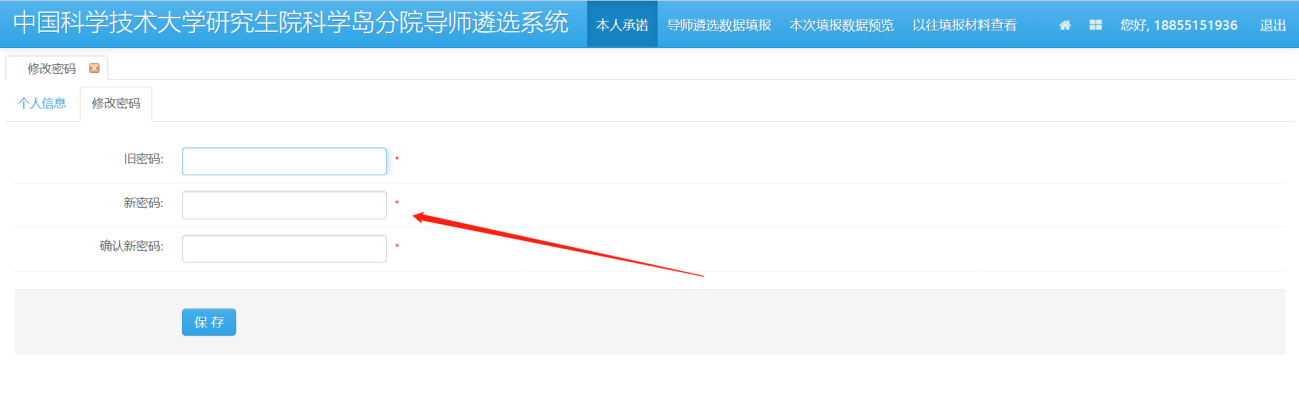 中国科学技术大学研究生院科学岛分院导师遴选系统 本人承诺 导师遴选数据填报 本次填报数据预览 以往填报材料查看 您好, 18855151936 退出
修改密码
个人信息 修改密码
旧密码: *
新密码: *
确认新密码: *
保 存